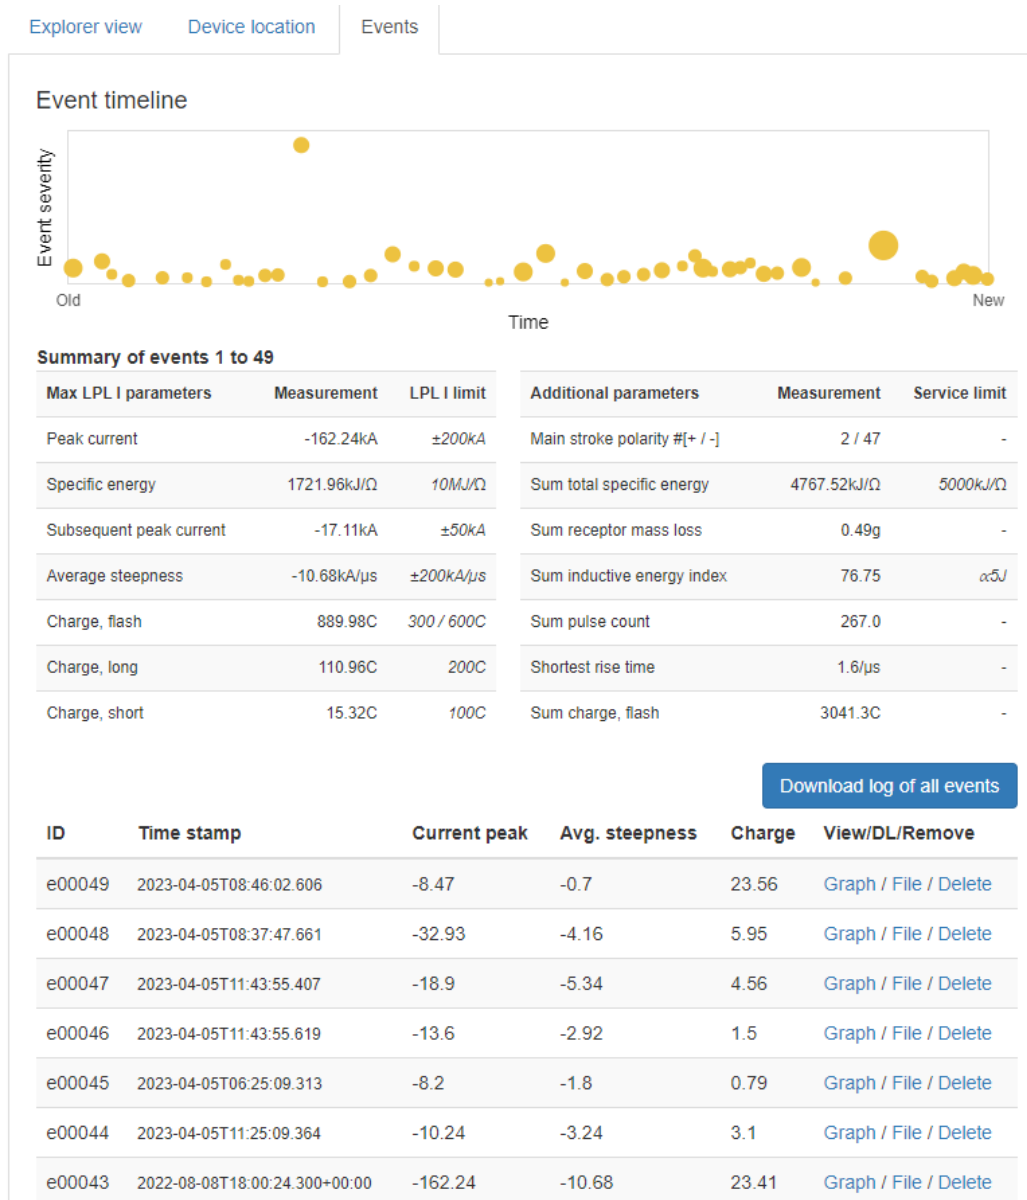 Explorer view Device location Events
Event timeline
Event severity
Old New
Time
Summary of events 1 to 49
Max LPL I parameters Measurement LPL I limit Additional parameters Measurement Service limit
Peak current -162.24kA ±200kA Main stroke polarity #[+ / -] 2 / 47 -
Specific energy 1721.96kJ/Ω 10MJ/Ω Sum total specific energy 4767.52kJ/Ω 5000kJ/Ω
Subsequent peak current -17.11kA ±50kA Sum receptor mass loss 0.49g -
Average steepness -10.68kA/µs ±200kA/µs Sum inductive energy index 76.75 ∝5J
Charge, flash 889.98C 300 / 600C Sum pulse count 267.0 -
Charge, long 110.96C 200C Shortest rise time 1.6/µs -
Charge, short 15.32C 100C Sum charge, flash 3041.3C -
Download log of all events
ID Time stamp Current peak Avg. steepness Charge View/DL/Remove
e00049 2023-04-05T08:46:02.606 -8.47 -0.7 23.56 Graph / File / Delete
e00048 2023-04-05T08:37:47.661 -32.93 -4.16 5.95 Graph / File / Delete
e00047 2023-04-05T11:43:55.407 -18.9 -5.34 4.56 Graph / File / Delete
e00046 2023-04-05T11:43:55.619 -13.6 -2.92 1.5 Graph / File / Delete
e00045 2023-04-05T06:25:09.313 -8.2 -1.8 0.79 Graph / File / Delete
e00044 2023-04-05T11:25:09.364 -10.24 -3.24 3.1 Graph / File / Delete
e00043 2022-08-08T18:00:24.300+00:00 -162.24 -10.68 23.41 Graph / File / Delete